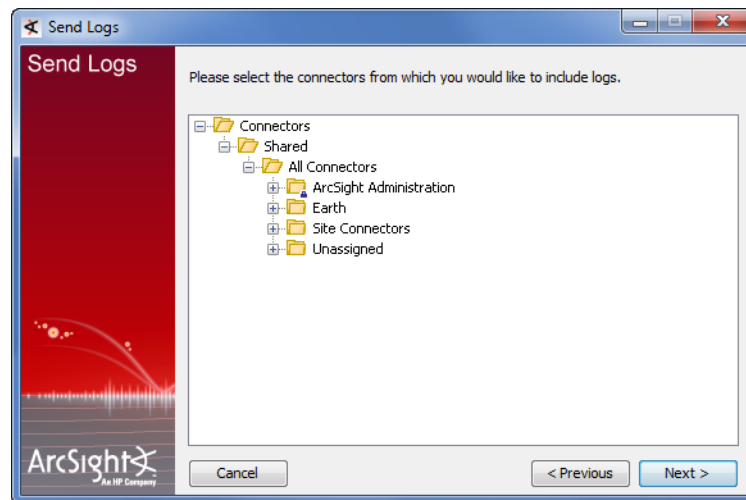 Send Logs
Send Logs
Please select the connectors from which you would like to include logs.
Connectors
Shared
All Connectors
ArcSight Administration
Earth
Site Connectors
Unassigned
ArcSight
An HP Company
Cancel
< Previous
Next >